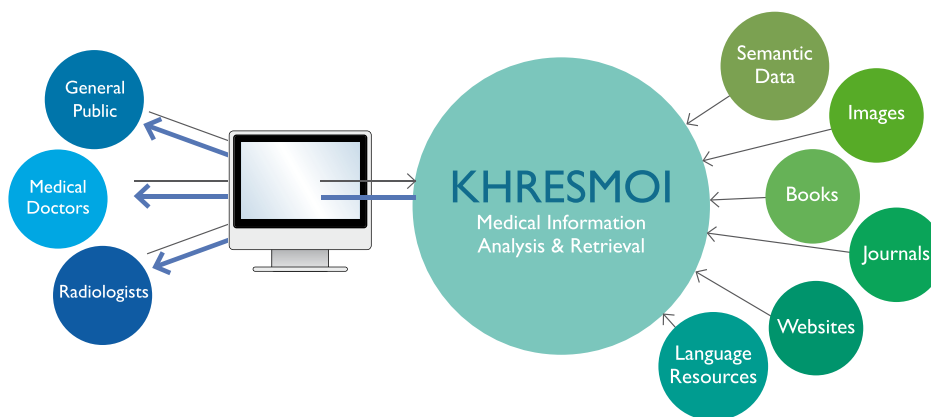 General
Public
Medical
Doctors
Radiologists
KHRESMOI
Medical Information
Analysis & Retrieval
Semantic
Data
Images
Books
Journals
Websites
Language
Resources